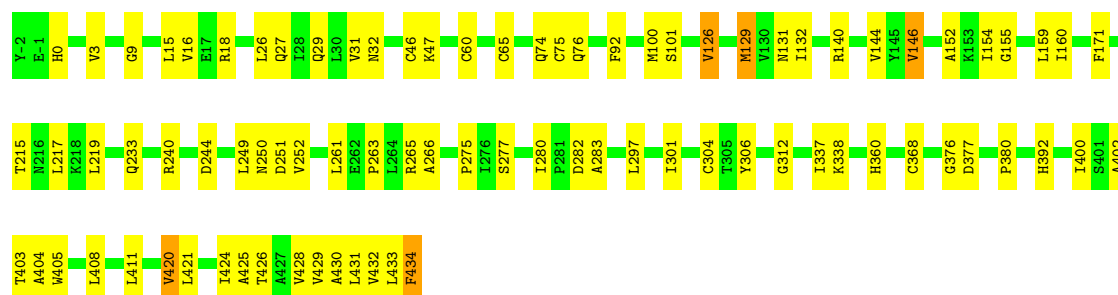 Y-2 E-1 H0 V3 G9 L15 V16 E17 R18 L26 Q27 I28 Q29 L30 V31 N32 C46 K47 C60 C65 Q74 C75 Q76 F92 M100 S101 V126 M129 V130 N131 I132 R140 V144 Y145 V146 A152 K153 I154 G155 L159 I160 F171
T215 N216 L217 K218 L219 Q233 R240 D244 L249 N250 D251 V252 L261 E262 P263 L264 R265 A266 P275 I276 S277 I280 P281 D282 A283 L297 I301 C304 T305 Y306 G312 I337 K338 H360 C368 G376 D377 P380 H392 I400 S401 A402
T403 A404 W405 L408 L411 V420 L421 I424 A425 T426 A427 V428 V429 A430 L431 V432 L433 F434